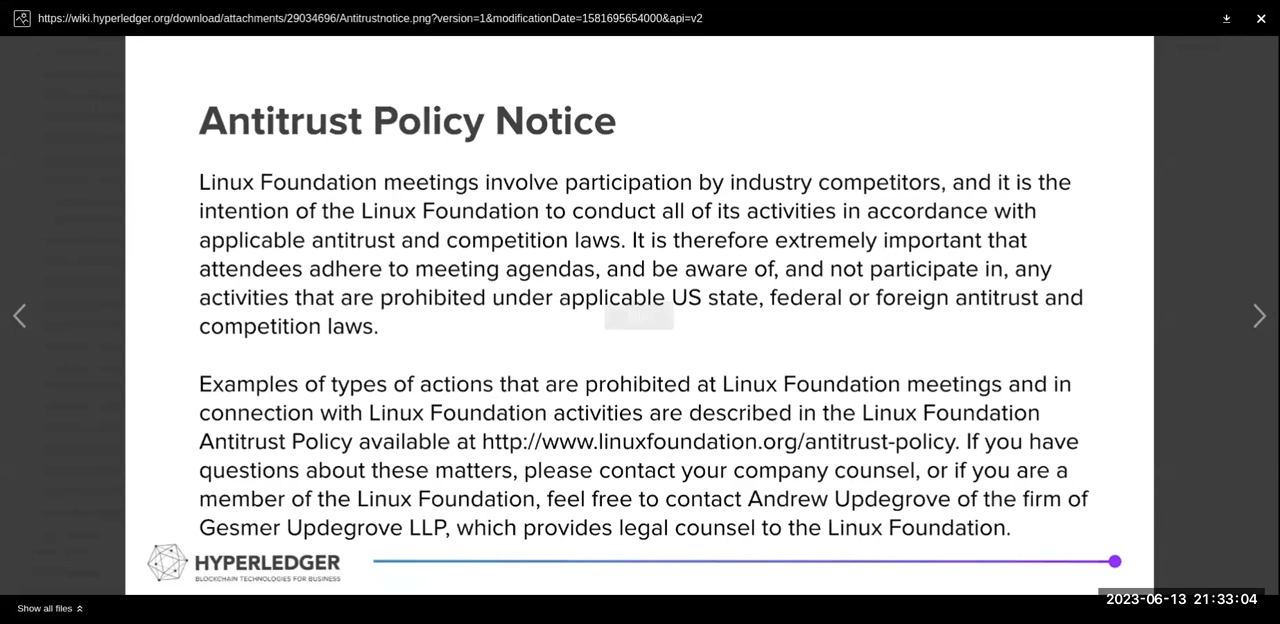 https://wiki.hyperledger.org/download/attachments/29034696/Antitrustnotice.png?version=1&modificationDate=1581695654000&api=v2
Antitrust Policy Notice
Linux Foundation meetings involve participation by industry competitors, and it is the
intention of the Linux Foundation to conduct all of its activities in accordance with
applicable antitrust and competition laws. It is therefore extremely important that
attendees adhere to meeting agendas, and be aware of, and not participate in, any
activities that are prohibited under applicable US state, federal or foreign antitrust and
competition laws.
Examples of types of actions that are prohibited at Linux Foundation meetings and in
connection with Linux Foundation activities are described in the Linux Foundation
Antitrust Policy available at http://www.linuxfoundation.org/antitrust-policy. If you have
questions about these matters, please contact your company counsel, or if you are a
member of the Linux Foundation, feel free to contact Andrew Updegrove of the firm of
Gesmer Updegrove LLP, which provides legal counsel to the Linux Foundation.
HYPERLEDGER
BLOCKCHAIN TECHNOLOGIES FOR BUSINESS
2023-06-13 21:33:04
Show all files